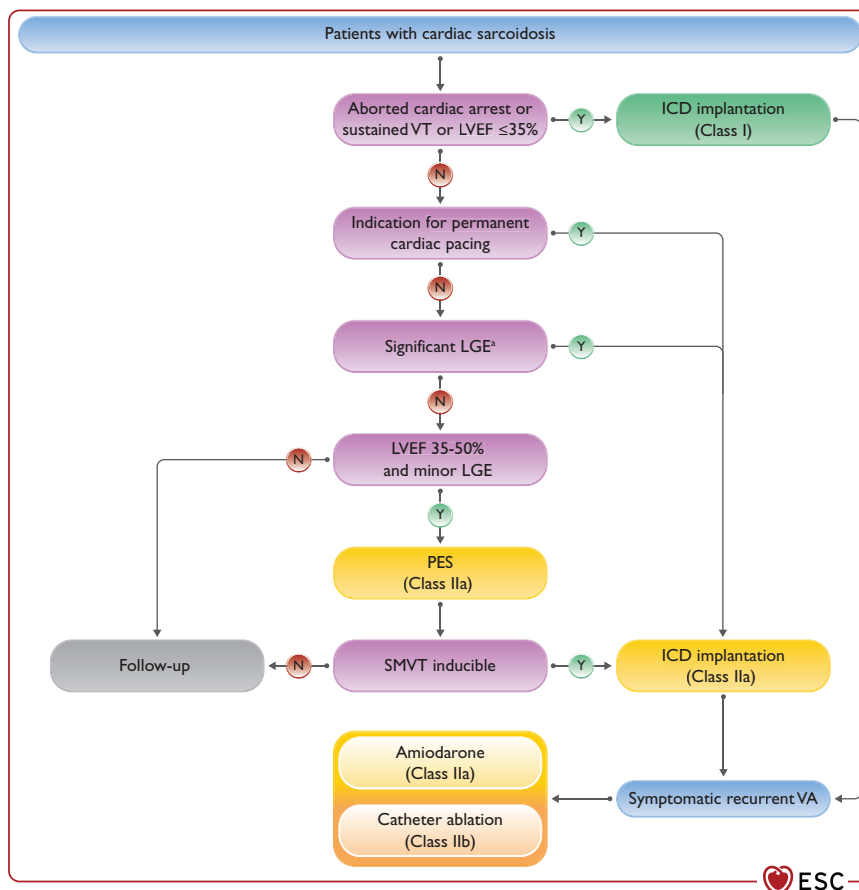 Patients with cardiac sarcoidosis
Aborted cardiac arrest or
sustained VT or LVEF ≤35%
Y
ICD implantation
(Class I)
N
Indication for permanent
cardiac pacing
Y
N
Significant LGEᵃ
Y
N
LVEF 35-50%
and minor LGE
N
Y
PES
(Class IIa)
Follow-up
N
SMVT inducible
Y
ICD implantation
(Class IIa)
Amiodarone
(Class IIa)
Catheter ablation
(Class IIb)
Symptomatic recurrent VA
ESC